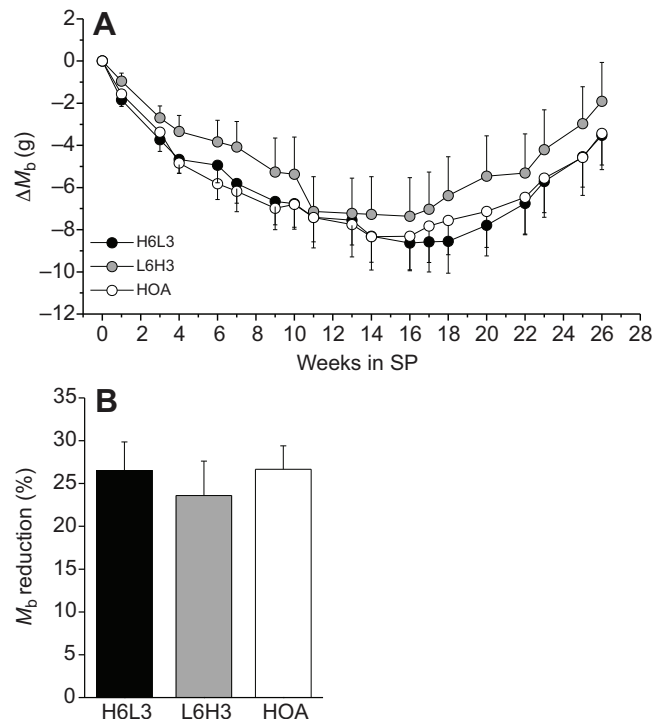 A
0
−2
−4
−6
−8
−10
−12
ΔMb (g)
H6L3
L6H3
HOA
0 2 4 6 8 10 12 14 16 18 20 22 24 26 28
Weeks in SP
B
35
30
25
20
15
10
5
0
Mb reduction (%)
H6L3 L6H3 HOA